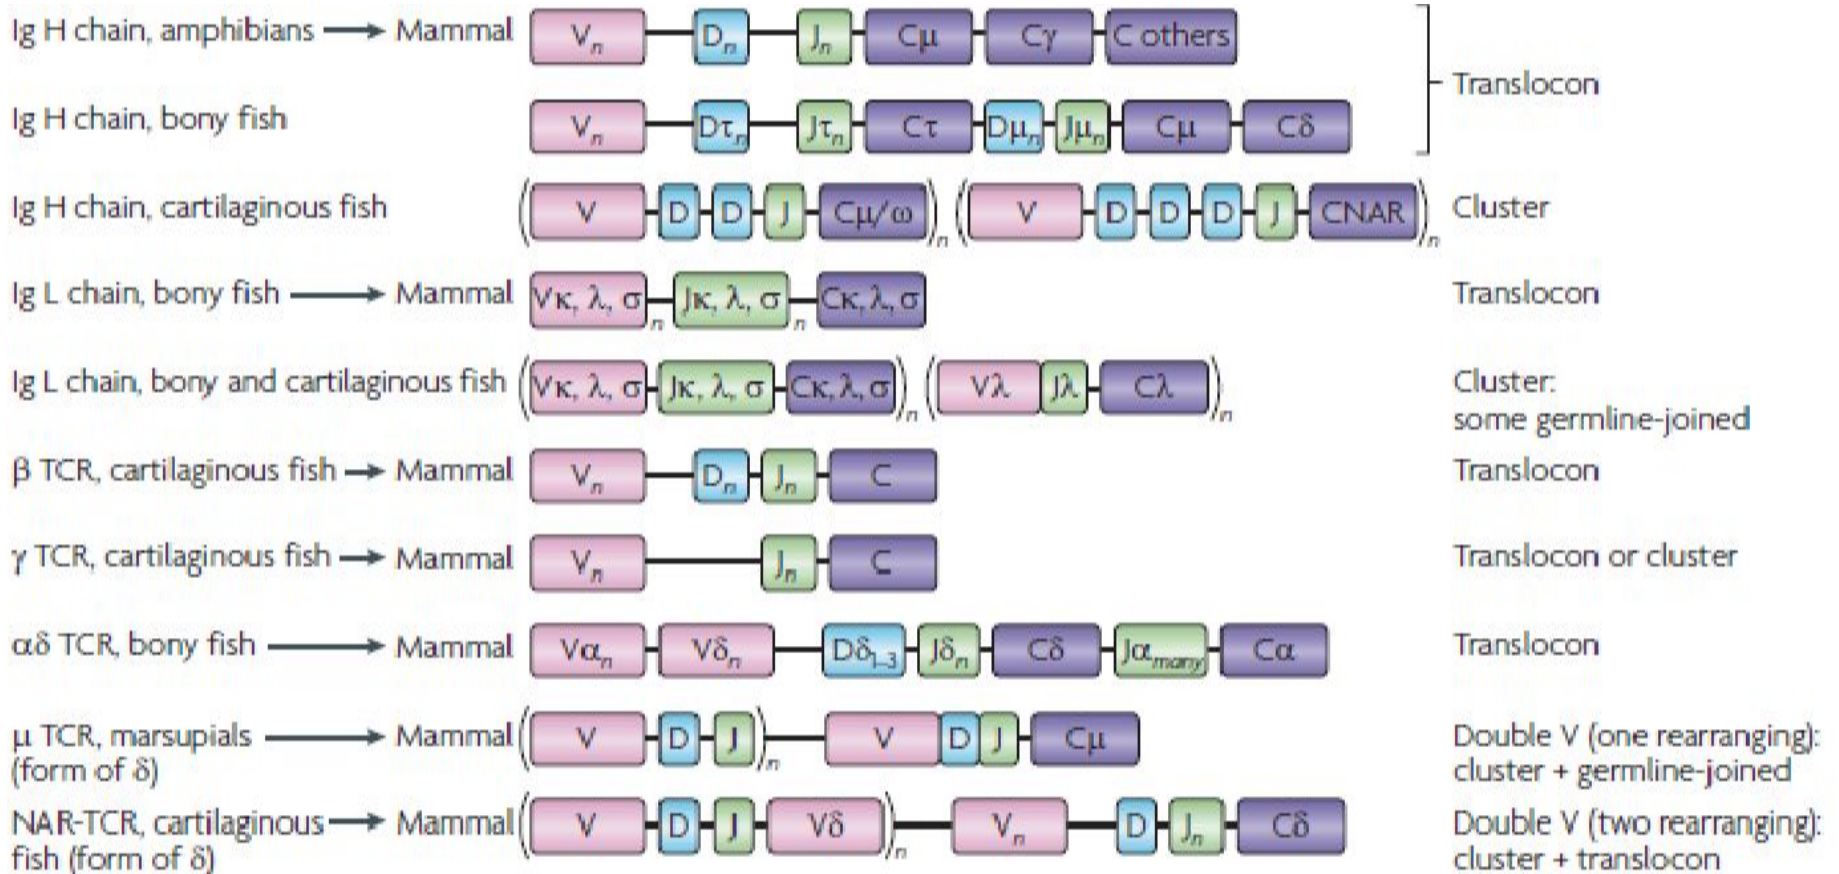 Ig H chain, amphibians → Mammal Vn Dn Jn Cμ Cγ C others
Translocon
Ig H chain, bony fish Vn Dτn Jτn Cτ Dμn Jμn Cμ Cδ
Ig H chain, cartilaginous fish (V D D J Cμ/ω)n (V D D D J CNAR)n Cluster
Ig L chain, bony fish → Mammal Vκ, λ, σ n Jκ, λ, σ n Cκ, λ, σ Translocon
Ig L chain, bony and cartilaginous fish (Vκ, λ, σ Jκ, λ, σ Cκ, λ, σ)n (Vλ Jλ Cλ)n Cluster:
some germline-joined
β TCR, cartilaginous fish → Mammal Vn Dn Jn C Translocon
γ TCR, cartilaginous fish → Mammal Vn Jn C Translocon or cluster
αδ TCR, bony fish → Mammal Vαn Vδn Dδ1–3 Jδn Cδ Jαmany Cα Translocon
μ TCR, marsupials → Mammal (V D J)n V D J Cμ Double V (one rearranging):
(form of δ) cluster + germline-joined
NAR-TCR, cartilaginous → Mammal (V D J Vδ)n Vn D Jn Cδ Double V (two rearranging):
fish (form of δ) cluster + translocon